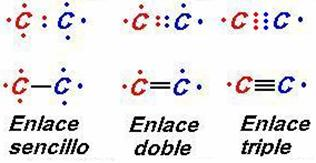 C C C C C C
C — C C = C C ≡ C
Enlace Enlace Enlace
sencillo doble triple